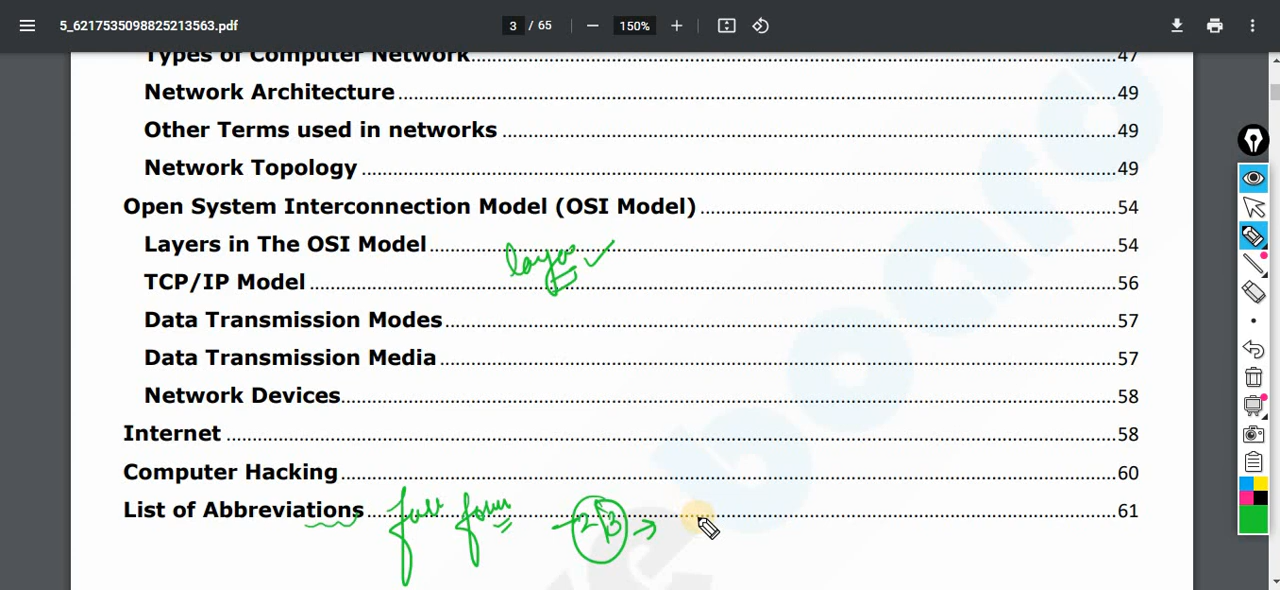 5_6217535098825213563.pdf 3 / 65 150%
Types of Computer Network 47
Network Architecture 49
Other Terms used in networks 49
Network Topology 49
Open System Interconnection Model (OSI Model) 54
Layers in The OSI Model 54
layer
TCP/IP Model 56
Data Transmission Modes 57
Data Transmission Media 57
Network Devices 58
Internet 58
Computer Hacking 60
List of Abbreviations 61
full form 2 3